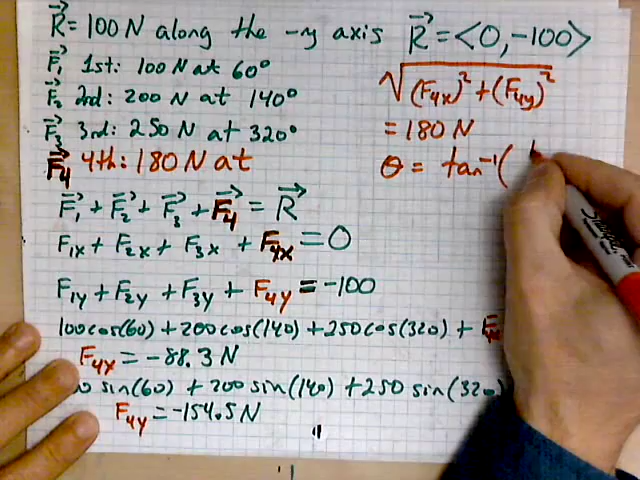 R⃗ = 100 N along the -y axis R⃗ = <0, -100>
F⃗₁ 1st: 100 N at 60°
F⃗₂ 2nd: 200 N at 140°
F⃗₃ 3rd: 250 N at 320°
F⃗₄ 4th: 180 N at
√(F₄ₓ)² + (F₄y)²
= 180 N
θ = tan⁻¹(
F⃗₁ + F⃗₂ + F⃗₃ + F⃗₄ = R⃗
F₁ₓ + F₂ₓ + F₃ₓ + F₄ₓ = 0
F₁y + F₂y + F₃y + F₄y = -100
100cos(60) + 200cos(140) + 250cos(320) +
F₄ₓ = -88.3 N
sin(60) + 200 sin(140) + 250 sin(320)
F₄y = -154.5 N